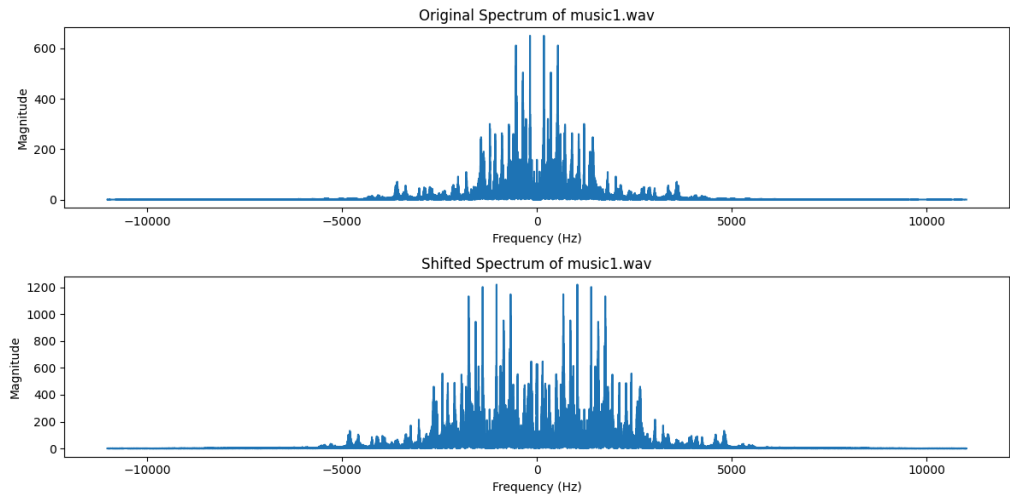 Original Spectrum of music1.wav
600
400
200
0
Magnitude
−10000 −5000 0 5000 10000
Frequency (Hz)
Shifted Spectrum of music1.wav
1200
1000
800
600
400
200
0
Magnitude
−10000 −5000 0 5000 10000
Frequency (Hz)